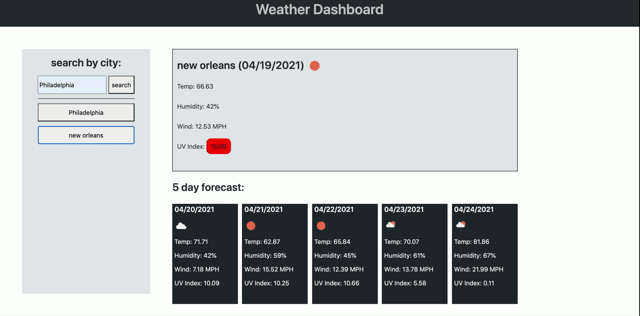 Weather Dashboard
search by city:
Philadelphia
search
Philadelphia
new orleans
new orleans (04/19/2021)
Temp: 66.63
Humidity: 42%
Wind: 12.53 MPH
UV Index:
5 day forecast:
04/20/2021
Temp: 71.71
Humidity: 42%
Wind: 7.18 MPH
UV Index: 10.09
04/21/2021
Temp: 62.87
Humidity: 59%
Wind: 15.52 MPH
UV Index: 10.25
04/22/2021
Temp: 65.84
Humidity: 45%
Wind: 12.39 MPH
UV Index: 10.66
04/23/2021
Temp: 70.07
Humidity: 61%
Wind: 13.78 MPH
UV Index: 5.58
04/24/2021
Temp: 81.86
Humidity: 67%
Wind: 21.99 MPH
UV Index: 0.11